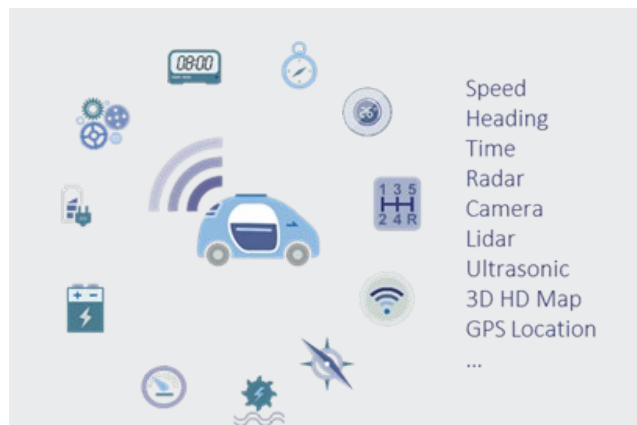 08:00
26°
1 3 5
2 4 R
+ -
Speed
Heading
Time
Radar
Camera
Lidar
Ultrasonic
3D HD Map
GPS Location
...